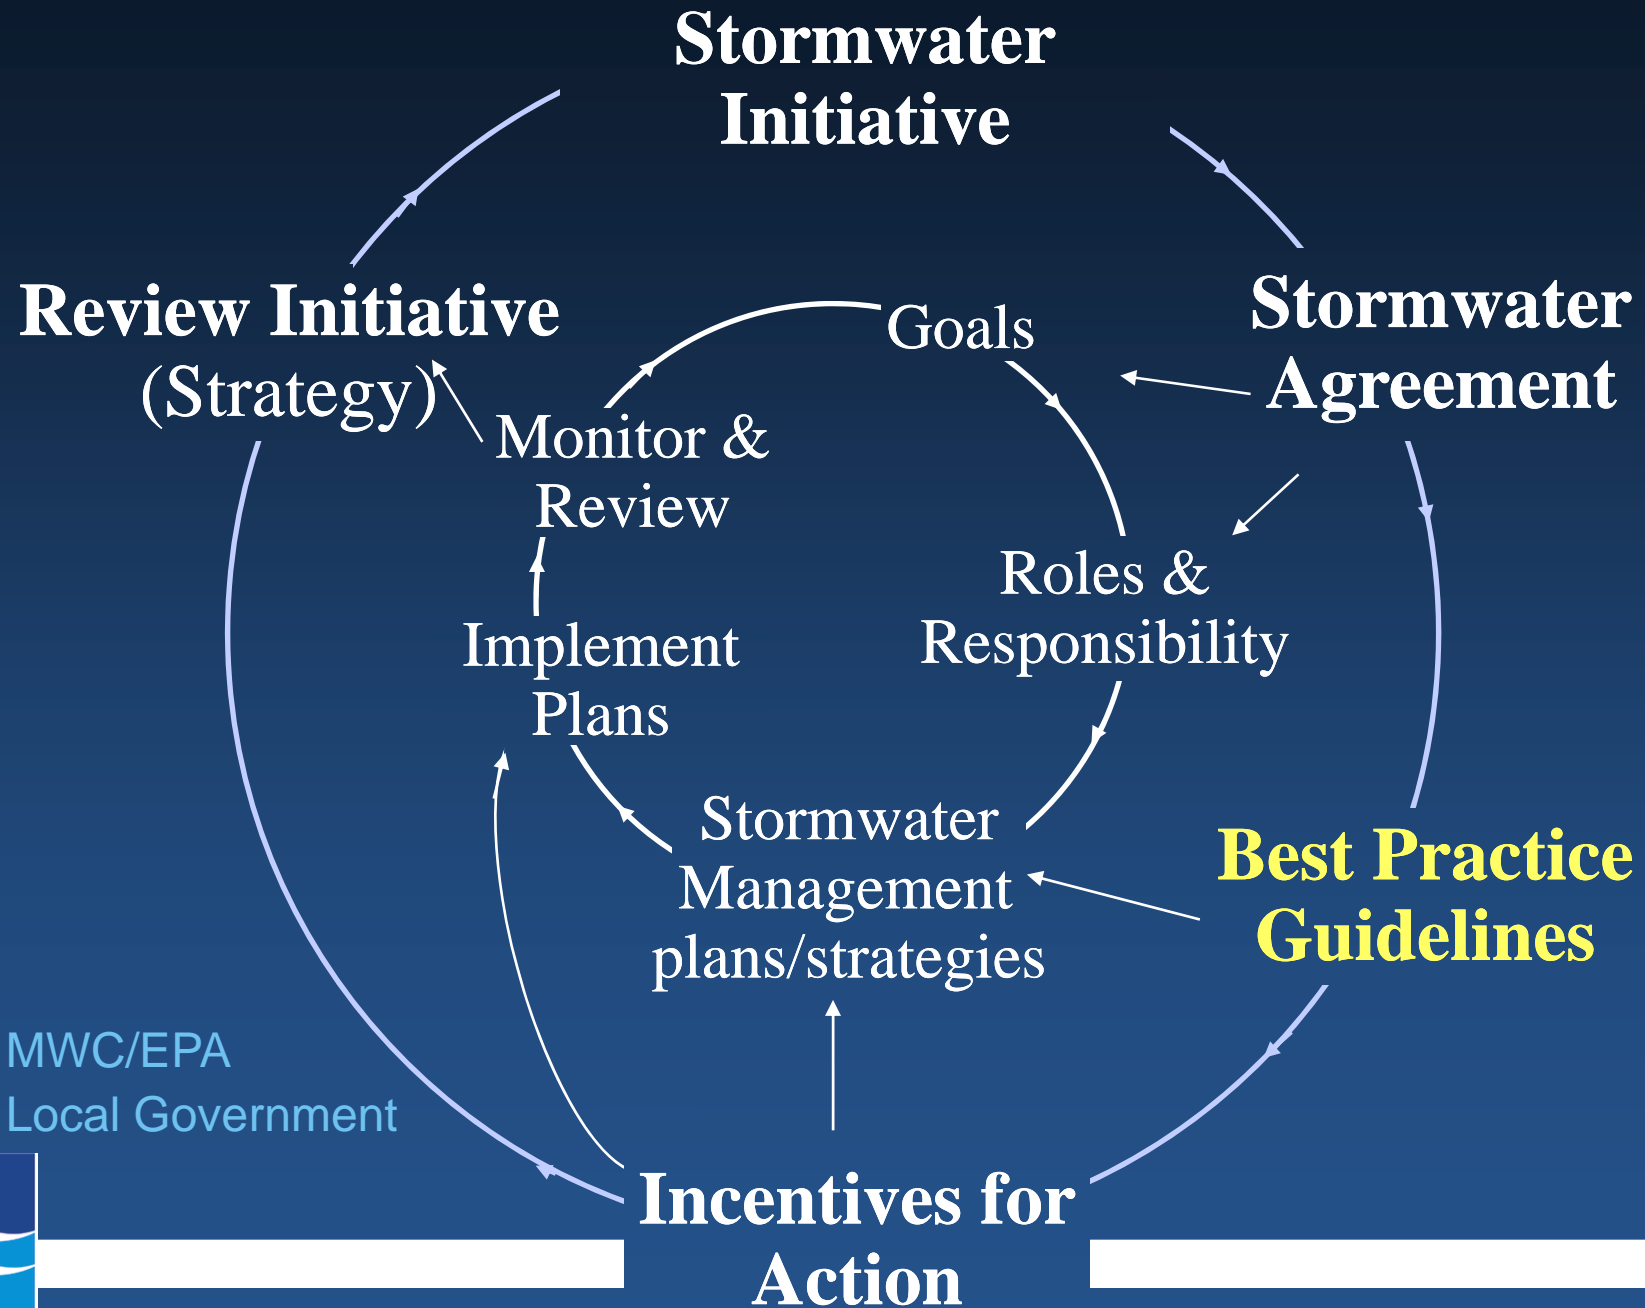 Stormwater
Initiative
Review Initiative
(Strategy)
Goals
Stormwater
Agreement
Monitor &
Review
Roles &
Responsibility
Implement
Plans
Stormwater
Management
plans/strategies
Best Practice
Guidelines
MWC/EPA
Local Government
Incentives for
Action